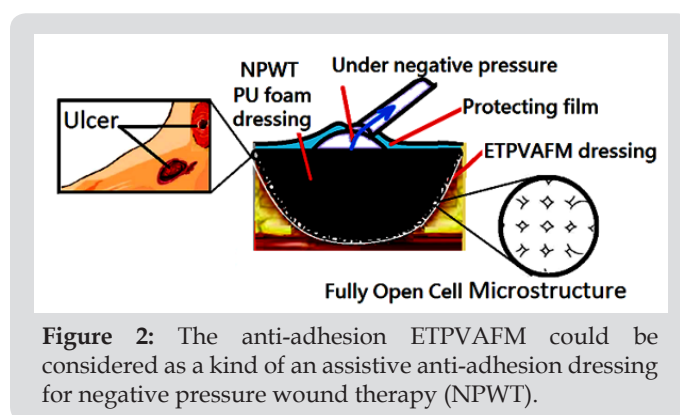 NPWT
PU foam
dressing
Under negative pressure
Protecting film
Ulcer
ETPVAFM dressing
Fully Open Cell Microstructure
Figure 2: The anti-adhesion ETPVAFM could be
considered as a kind of an assistive anti-adhesion dressing
for negative pressure wound therapy (NPWT).